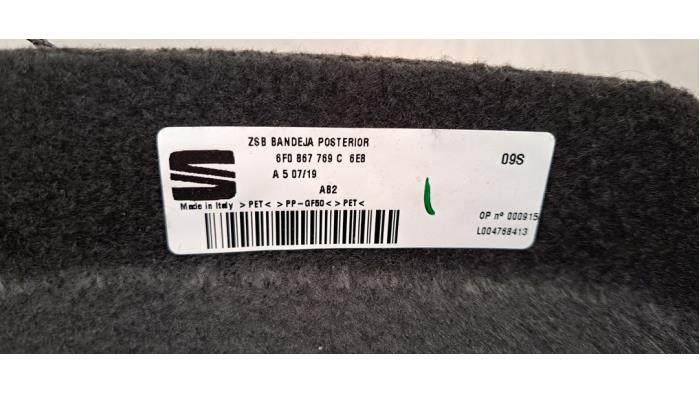 ZSB BANDEJA POSTERIOR
6F0 867 769 C 6E8
09S
A 5 07/19
AB2
Made in Italy >PET< >PP-GF50<>PET<
OP nº 000915
L004768413